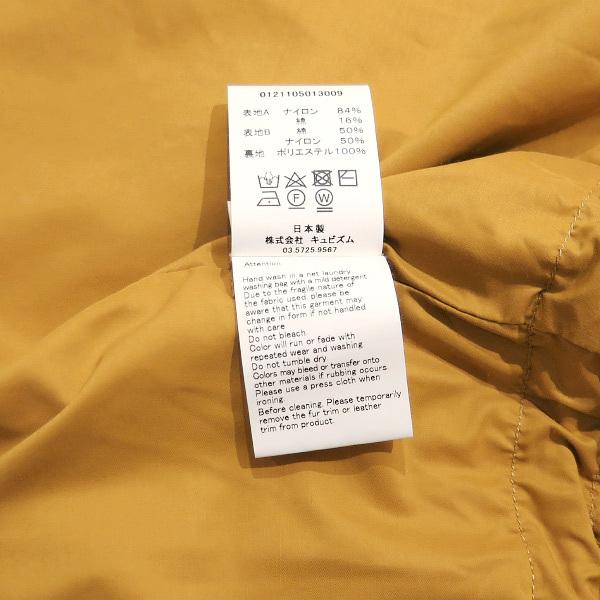 0121105013009
表地A ナイロン 84%
綿 16%
表地B 綿 50%
ナイロン 50%
裏地 ポリエステル100%
F W
日本製
株式会社 キュビズム
03.5725.9567
Attention
Hand wash in a net laundry
washing bag with a mild detergent
Due to the fragile nature of
the fabric used, please be
aware that this garment may
change in form if not handled
with care
Do not bleach
Color will run or fade with
repeated wear and washing
Do not tumble dry
Colors may bleed or transfer onto
other materials if rubbing occurs
Please use a press cloth when
ironing
Before cleaning. Please temporarily
remove the fur trim or leather
trim from product.